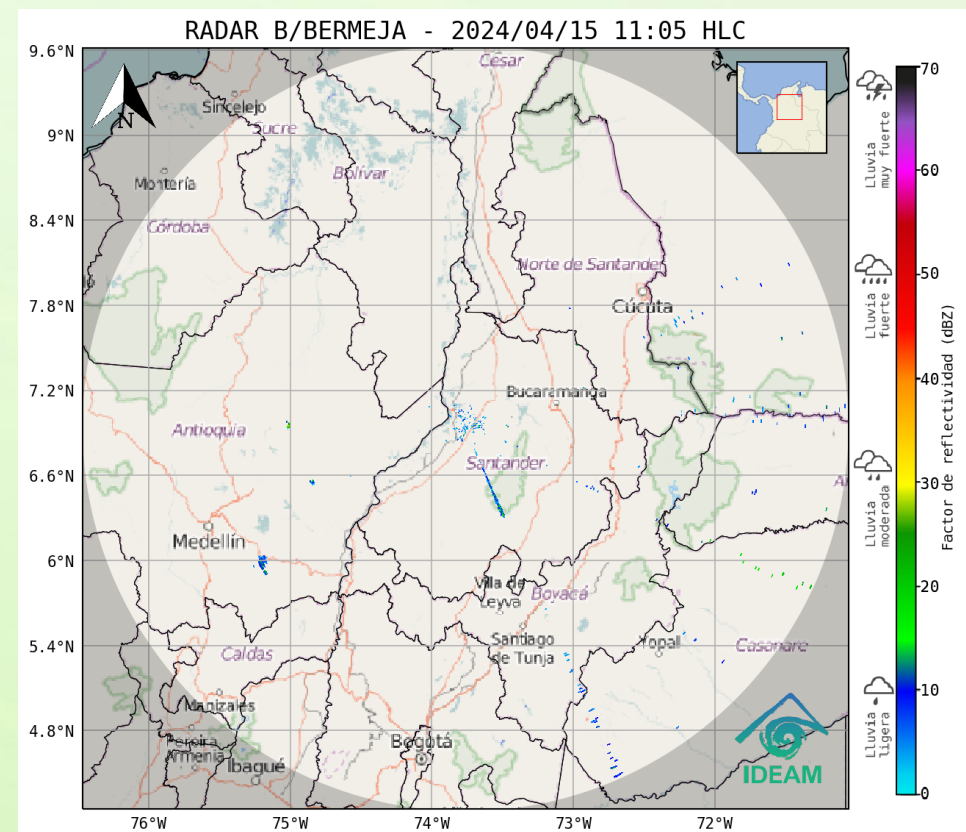 RADAR B/BERMEJA - 2024/04/15 11:05 HLC
9.6°N
9°N
8.4°N
7.8°N
7.2°N
6.6°N
6°N
5.4°N
4.8°N
76°W
75°W
74°W
73°W
72°W
Cesar
Sincelejo
Sucre
Montería
Bolívar
Córdoba
Norte de Santander
Cúcuta
Bucaramanga
Antioquia
Santander
Medellín
Villa de
Leyva
Boyacá
Santiago
de Tunja
Yopal
Casanare
Caldas
Manizales
Pereira
Armenia
Ibagué
Bogotá
N
IDEAM
70
60
50
40
30
20
10
0
Lluvia
muy fuerte
Lluvia
fuerte
Lluvia
moderada
Lluvia
ligera
Factor de reflectividad (dBZ)